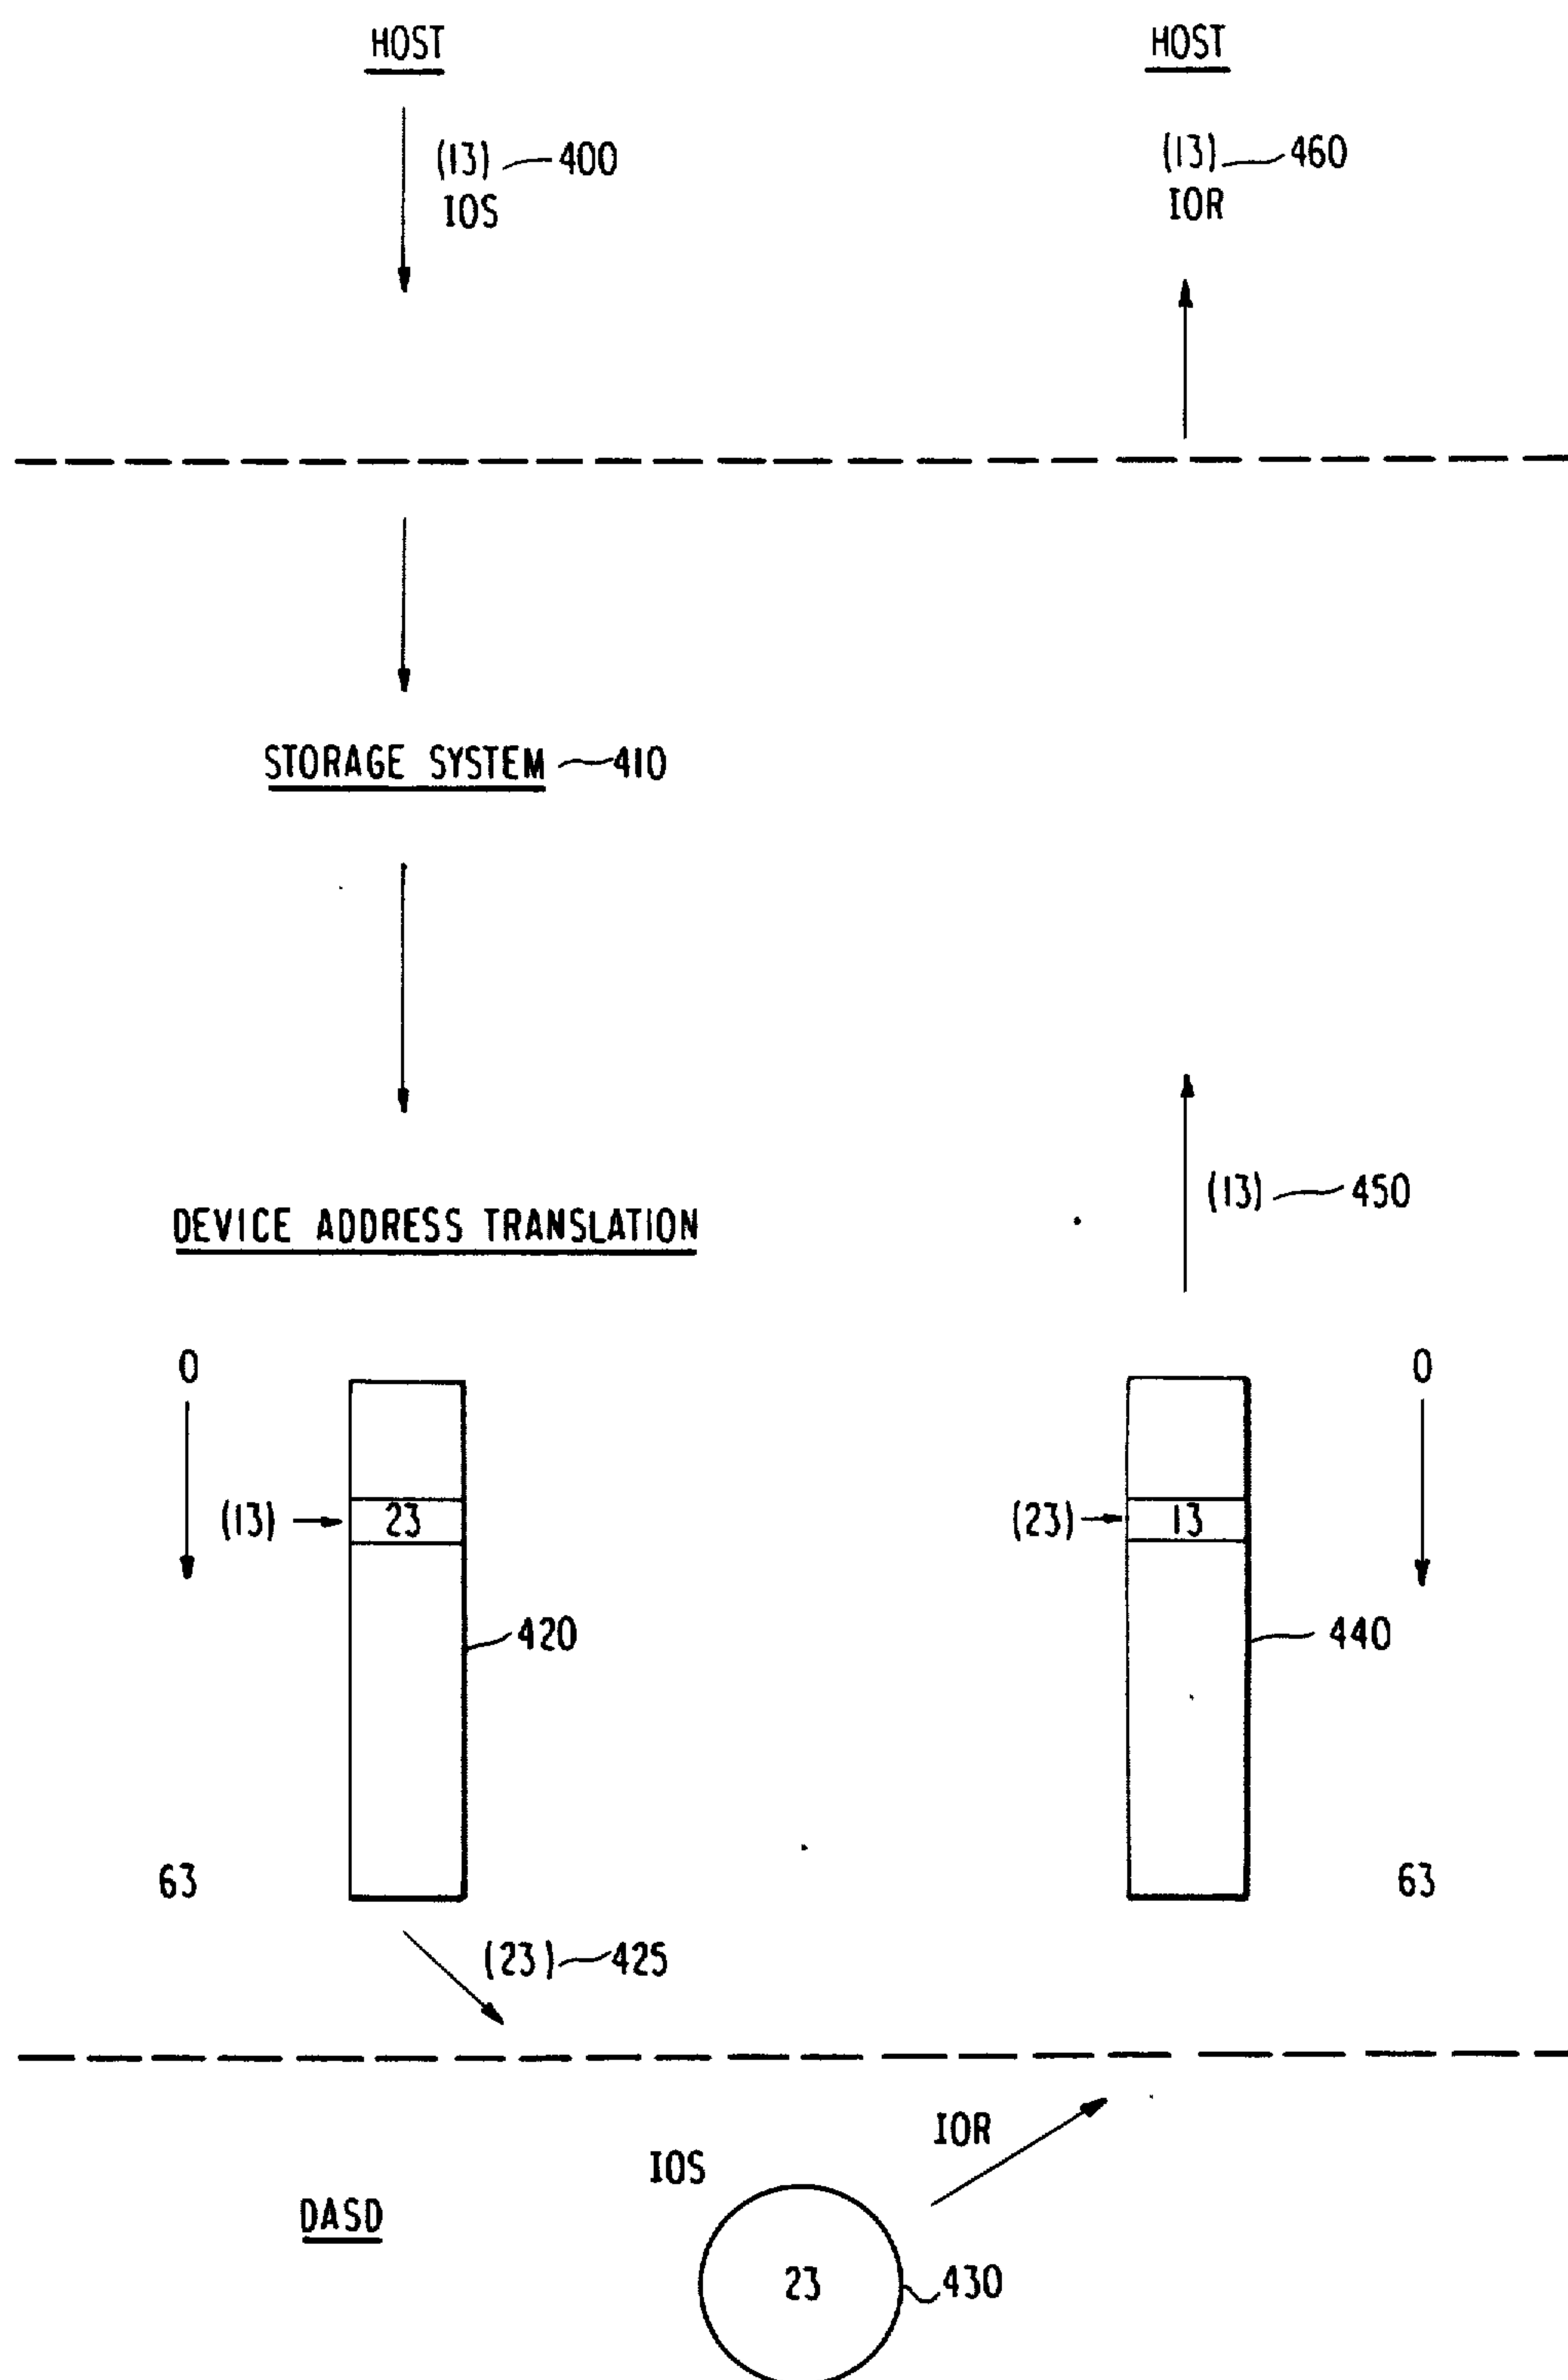 HOST
HOST
(13) 400
IOS
(13) 460
IOR
STORAGE SYSTEM 410
DEVICE ADDRESS TRANSLATION
(13) 450
0
0
(13) 23
(23) 13
420
440
63
63
(23) 425
IOR
IOS
DASD
23 430